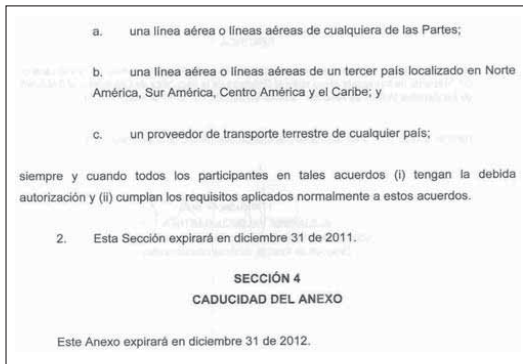 a. una línea aérea o líneas aéreas de cualquiera de las Partes;
b. una línea aérea o líneas aéreas de un tercer país localizado en Norte
América, Sur América, Centro América y el Caribe; y
c. un proveedor de transporte terrestre de cualquier país;
siempre y cuando todos los participantes en tales acuerdos (i) tengan la debida
autorización y (ii) cumplan los requisitos aplicados normalmente a estos acuerdos.
2. Esta Sección expirará en diciembre 31 de 2011.
SECCIÓN 4
CADUCIDAD DEL ANEXO
Este Anexo expirará en diciembre 31 de 2012.